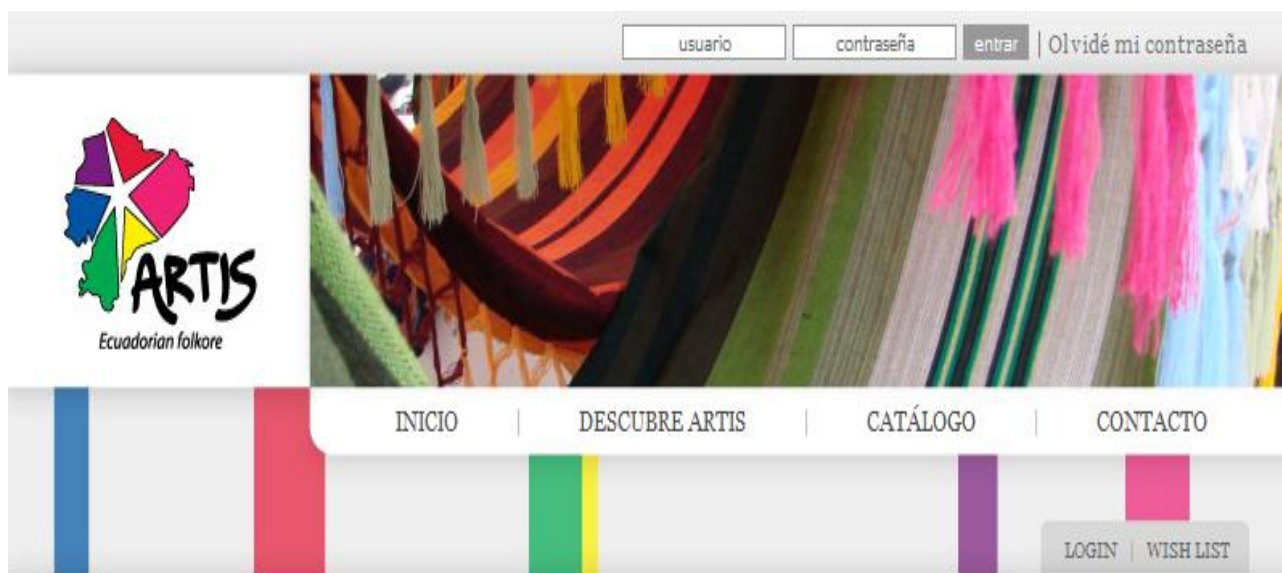 usuario contraseña entrar | Olvidé mi contraseña
ARTIS
Ecuadorian folkore
INICIO | DESCUBRE ARTIS | CATÁLOGO | CONTACTO
LOGIN | WISH LIST